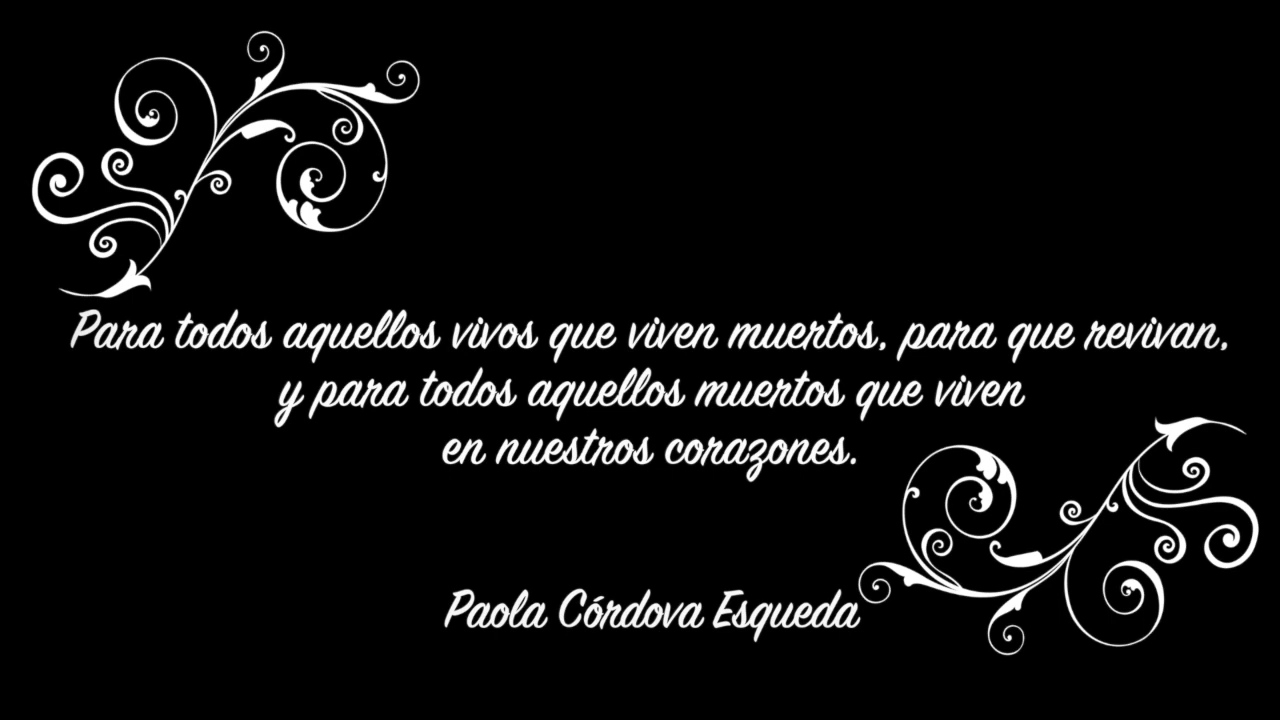 Para todos aquellos vivos que viven muertos, para que revivan,
y para todos aquellos muertos que viven
en nuestros corazones.
Paola Córdova Esqueda